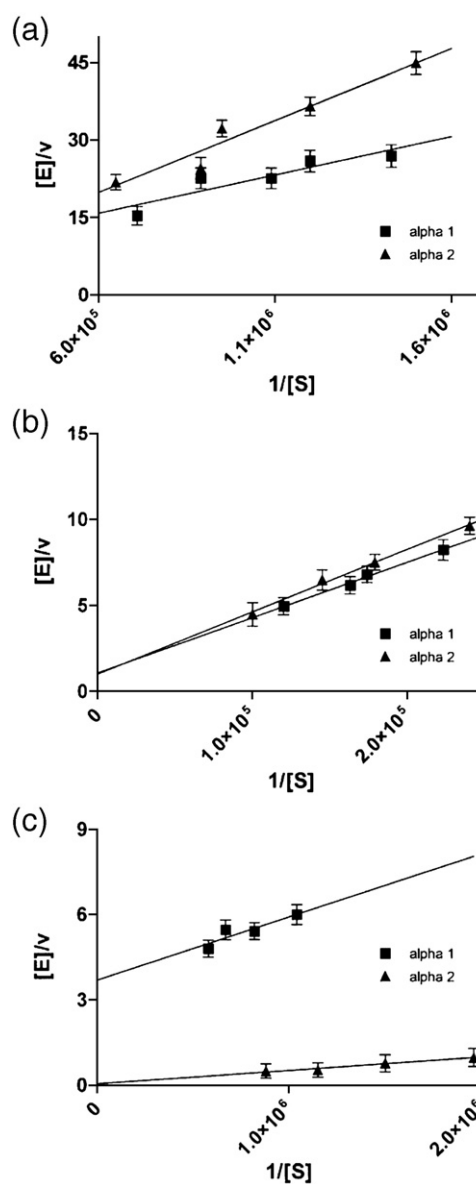 (a)
[E]/v
45
30
15
0
alpha 1
alpha 2
6.0×10⁵
1.1×10⁶
1.6×10⁶
1/[S]
(b)
[E]/v
15
10
5
0
alpha 1
alpha 2
0
1.0×10⁵
2.0×10⁵
1/[S]
(c)
[E]/v
9
6
3
0
alpha 1
alpha 2
0
1.0×10⁶
2.0×10⁶
1/[S]